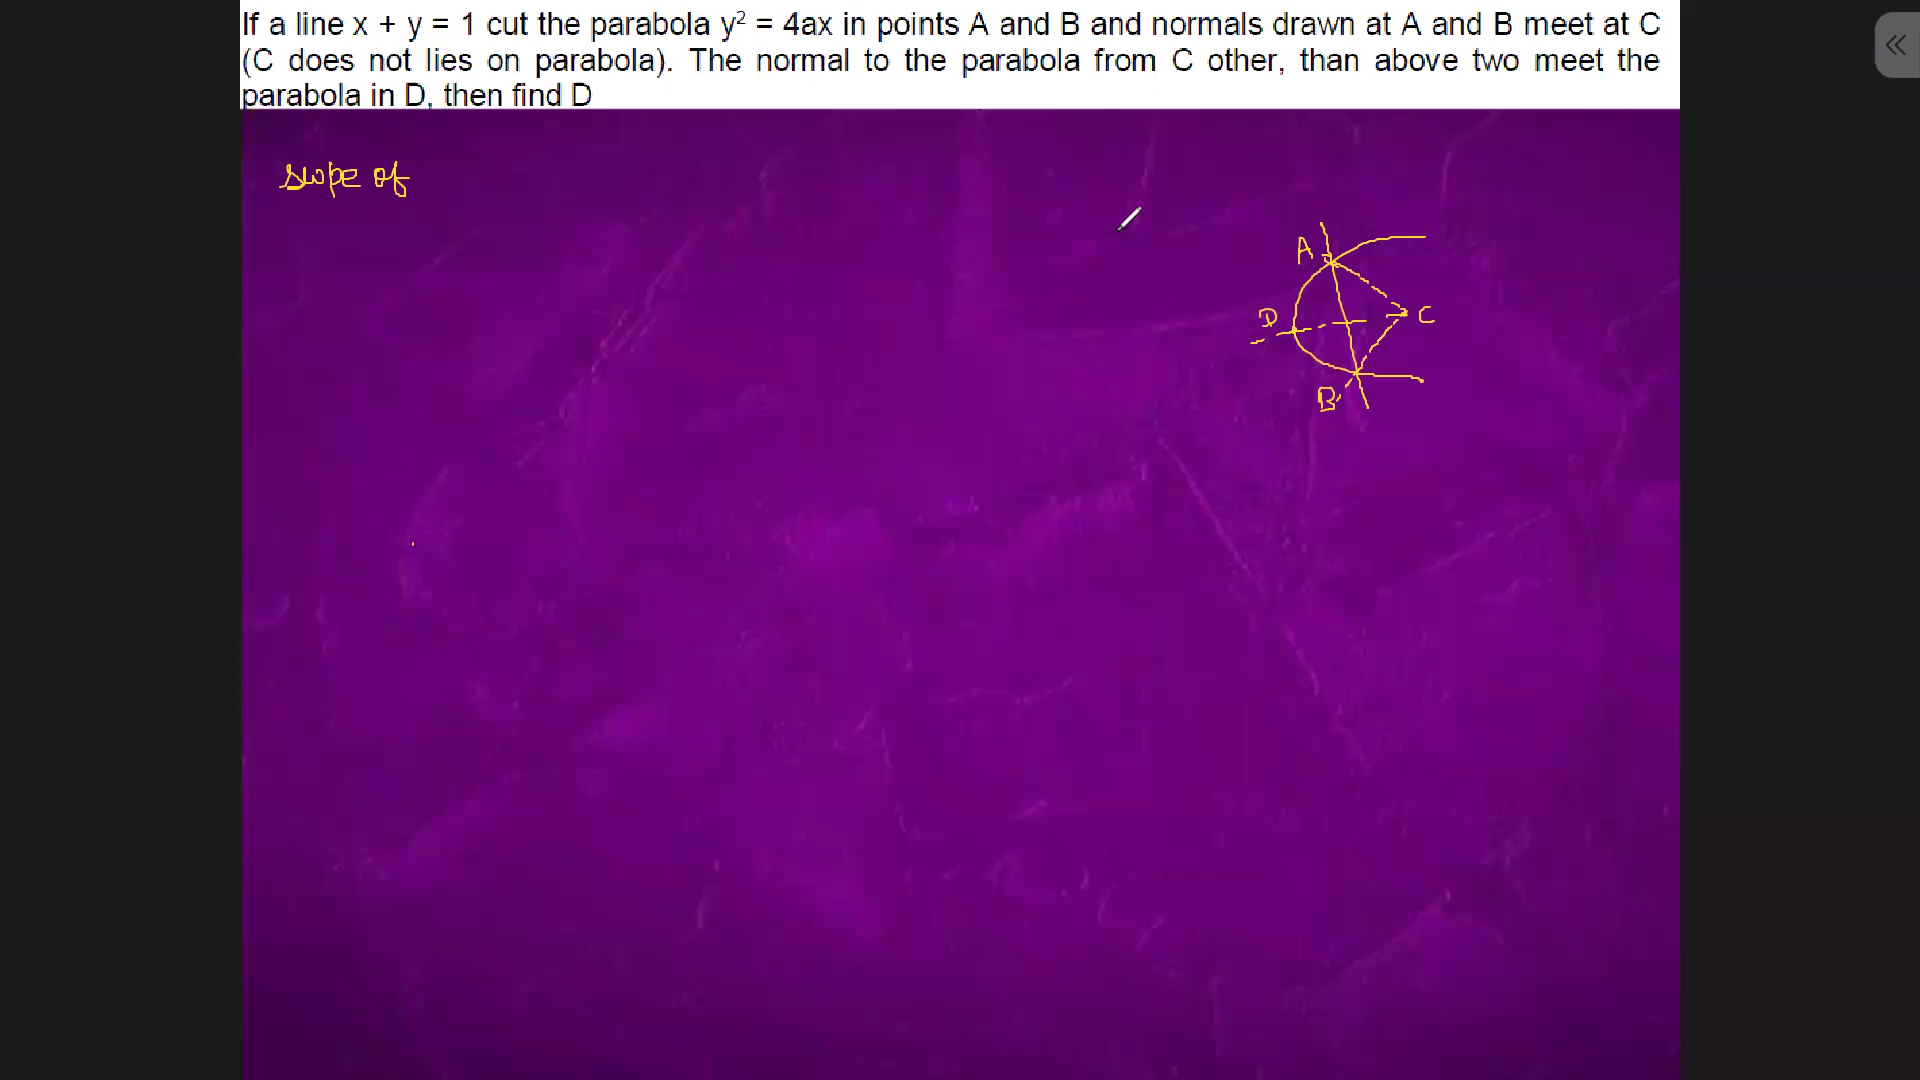 If a line x + y = 1 cut the parabola y² = 4ax in points A and B and normals drawn at A and B meet at C
(C does not lies on parabola). The normal to the parabola from C other, than above two meet the
parabola in D, then find D
slope of
A
D
C
B